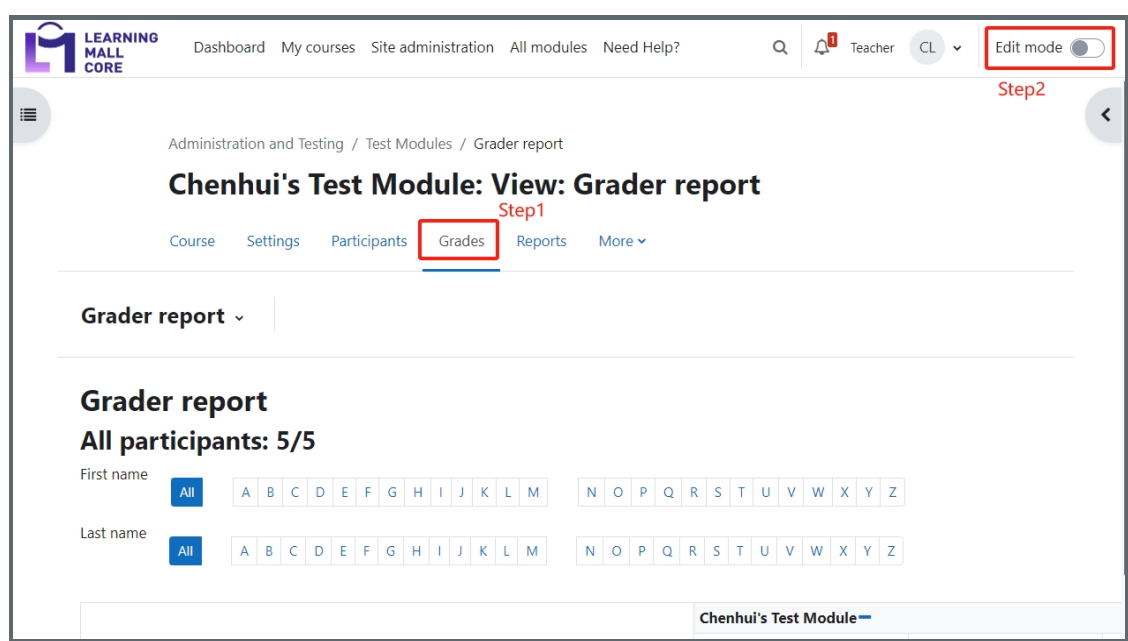 LEARNING
MALL
CORE
Dashboard My courses Site administration All modules Need Help? 1 Teacher CL Edit mode
Step2
Administration and Testing / Test Modules / Grader report
Chenhui's Test Module: View: Grader report
Step1
Course Settings Participants Grades Reports More
Grader report
Grader report
All participants: 5/5
First name
All A B C D E F G H I J K L M N O P Q R S T U V W X Y Z
Last name
All A B C D E F G H I J K L M N O P Q R S T U V W X Y Z
Chenhui's Test Module